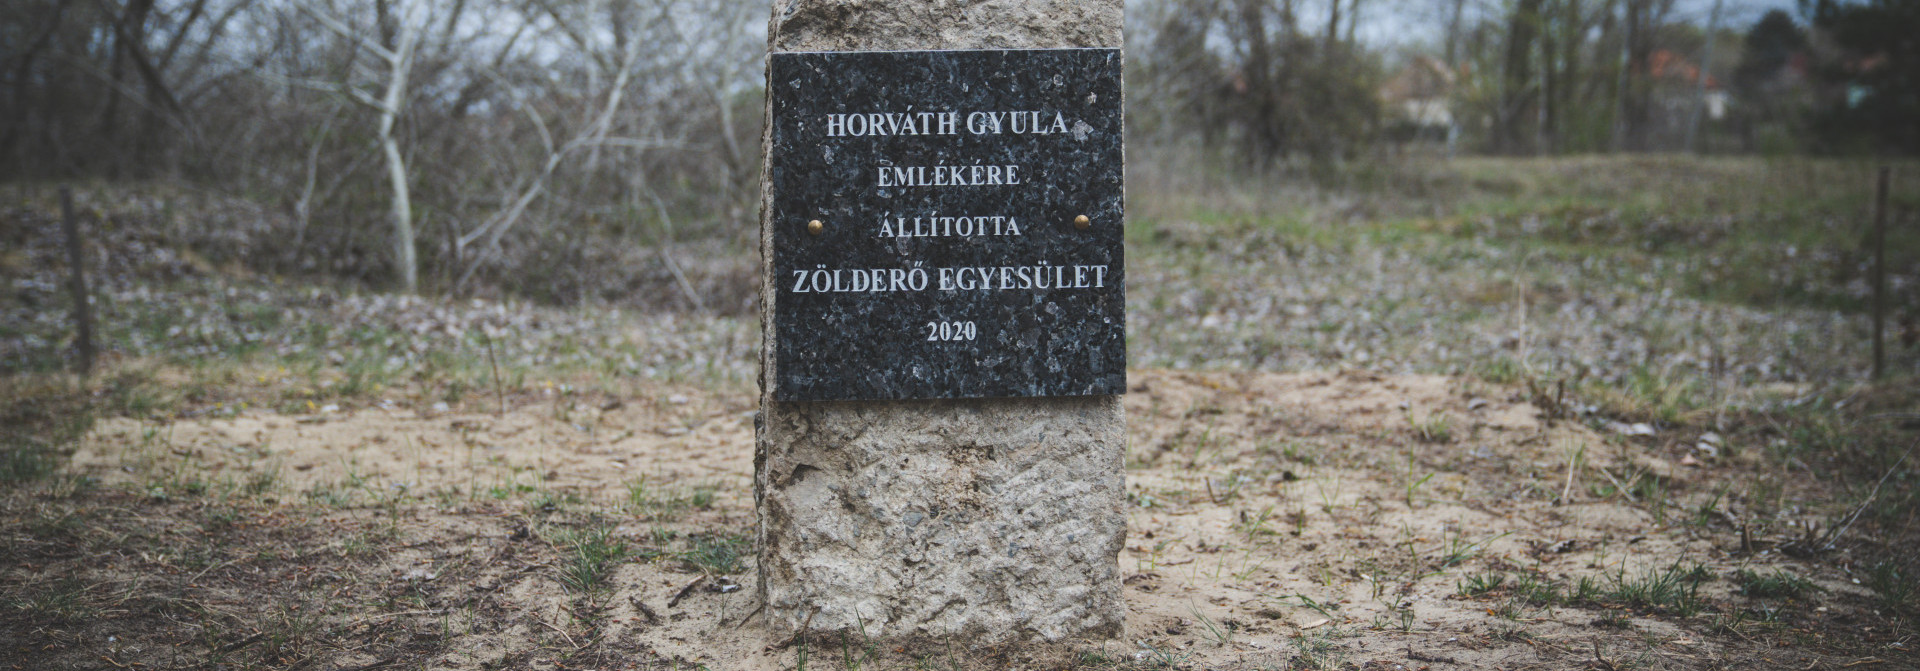 HORVÁTH GYULA
EMLÉKÉRE
ÁLLÍTOTTA
ZÖLDERŐ EGYESÜLET
2020